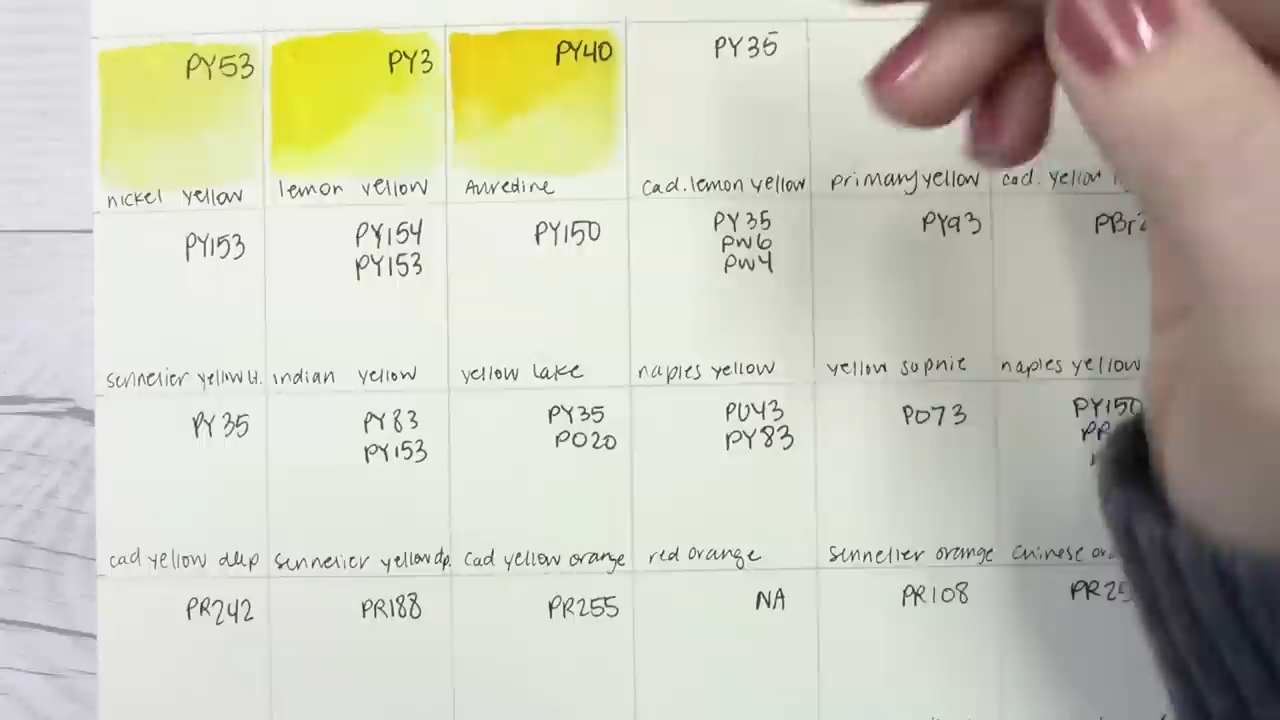 PY53 PY3 PY40 PY35
nickel yellow lemon yellow Auredine cad. lemon yellow primary yellow cad. yellow
PY153 PY154 PY150 PY35 PY93
PY153 PW6
PW4
sennelier yellow lt. indian yellow yellow lake naples yellow yellow sophie naples yellow
PY35 PY83 PY35 PO43 PO73 PY150
PY153 PO20 PY83
cad yellow deep sennelier yellow dp. cad yellow orange red orange sennelier orange chinese
PR242 PR188 PR255 NA PR108